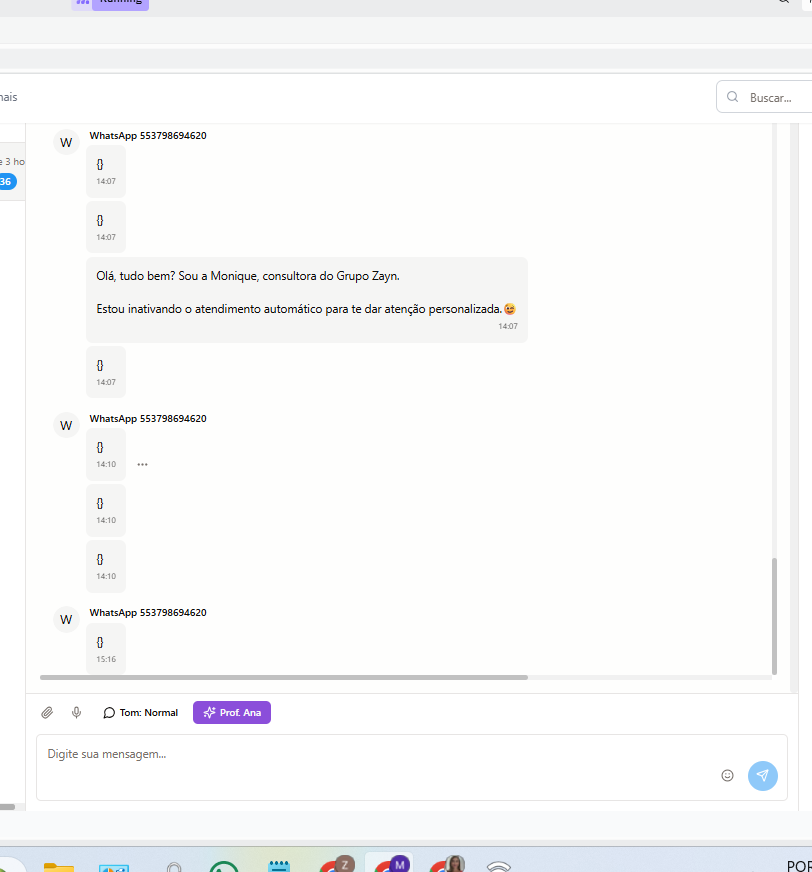 Running
nais
Buscar...
e 3 ho
36
W
WhatsApp 553798694620
{}
14:07
{}
14:07
Olá, tudo bem? Sou a Monique, consultora do Grupo Zayn.
Estou inativando o atendimento automático para te dar atenção personalizada.😉
14:07
{}
14:07
W
WhatsApp 553798694620
{}
14:10
...
{}
14:10
{}
14:10
W
WhatsApp 553798694620
{}
15:16
Tom: Normal
Prof. Ana
Digite sua mensagem...
Z
M
POR